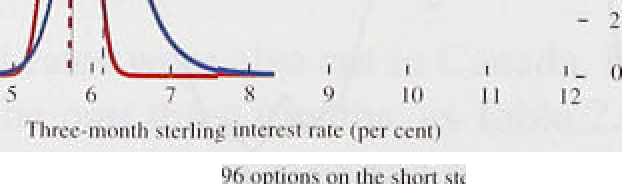 2
0
5 6 7 8 9 10 11 12
Three-month sterling interest rate (per cent)
96 options on the short